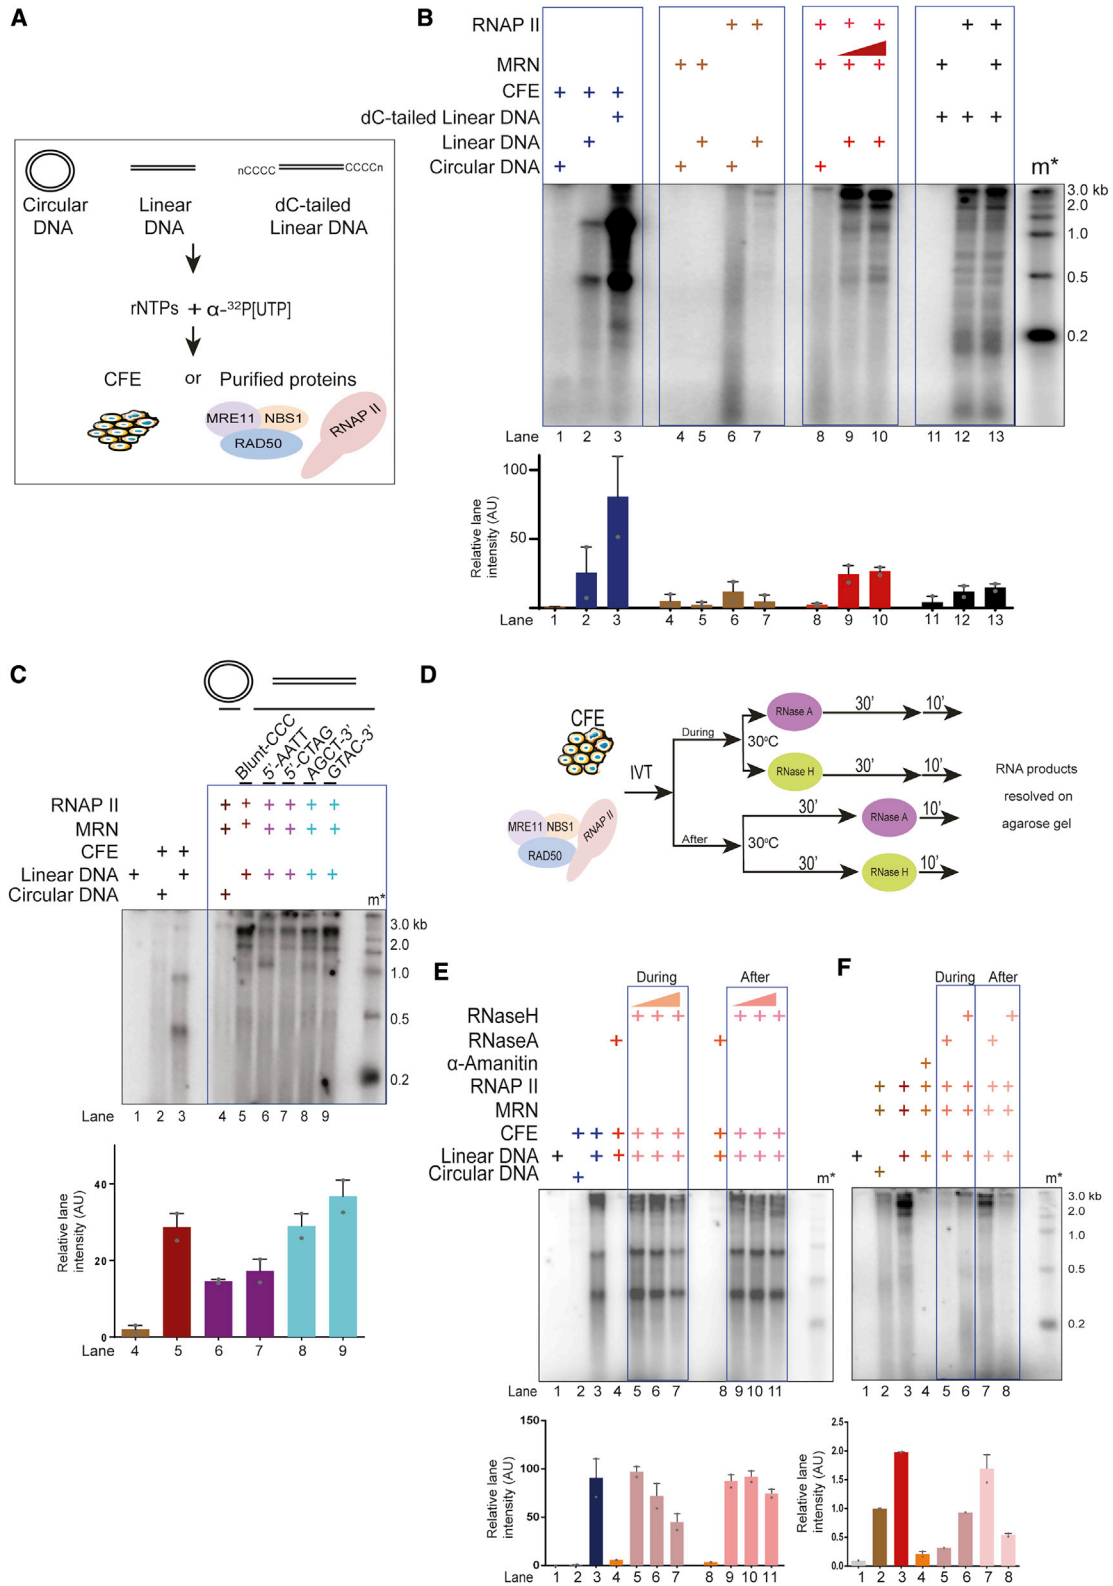 A
Circular DNA
Linear DNA
nCCCC CCCCn
dC-tailed Linear DNA
rNTPs + α-³²P[UTP]
CFE or Purified proteins
MRE11 NBS1
RAD50
RNAP II
B
RNAP II + + + + + + +
MRN + + + + + + +
CFE + + +
dC-tailed Linear DNA + + + +
Linear DNA + + + + +
Circular DNA + + + +
m*
3.0 kb
2.0
1.0
0.5
0.2
Lane 1 2 3 4 5 6 7 8 9 10 11 12 13
Relative lane intensity (AU)
100
50
Lane 1 2 3 4 5 6 7 8 9 10 11 12 13
C
Blunt-CCC
5'-AATT
5'-CTAG
AGCT-3'
GTAC-3'
RNAP II + + + + + +
MRN + + + + + +
CFE + +
Linear DNA + + + + + + +
Circular DNA + +
m*
3.0 kb
2.0
1.0
0.5
0.2
Lane 1 2 3 4 5 6 7 8 9
Relative lane intensity (AU)
40
20
0
Lane 4 5 6 7 8 9
D
CFE
MRE11 NBS1
RAD50
RNAP II
IVT
During
30°C
RNase A 30' 10'
RNase H 30' 10'
After
30°C
30' RNase A 10'
30' RNase H 10'
RNA products
resolved on
agarose gel
E
During After
RNaseH + + + + + +
RNaseA + +
α-Amanitin
RNAP II
MRN
CFE + + + + + + + + + +
Linear DNA + + + + + + + + + +
Circular DNA +
m*
Lane 1 2 3 4 5 6 7 8 9 10 11
Relative lane intensity (AU)
150
100
50
0
1 2 3 4 5 6 7 8 9 10 11
F
During After
+ +
+ +
+
+ + + + + + +
+ + + + + + +
+ + + + + + +
+
m*
3.0 kb
2.0
1.0
0.5
0.2
Lane 1 2 3 4 5 6 7 8
Relative lane intensity (AU)
2.5
2.0
1.5
1.0
0.5
0.0
1 2 3 4 5 6 7 8